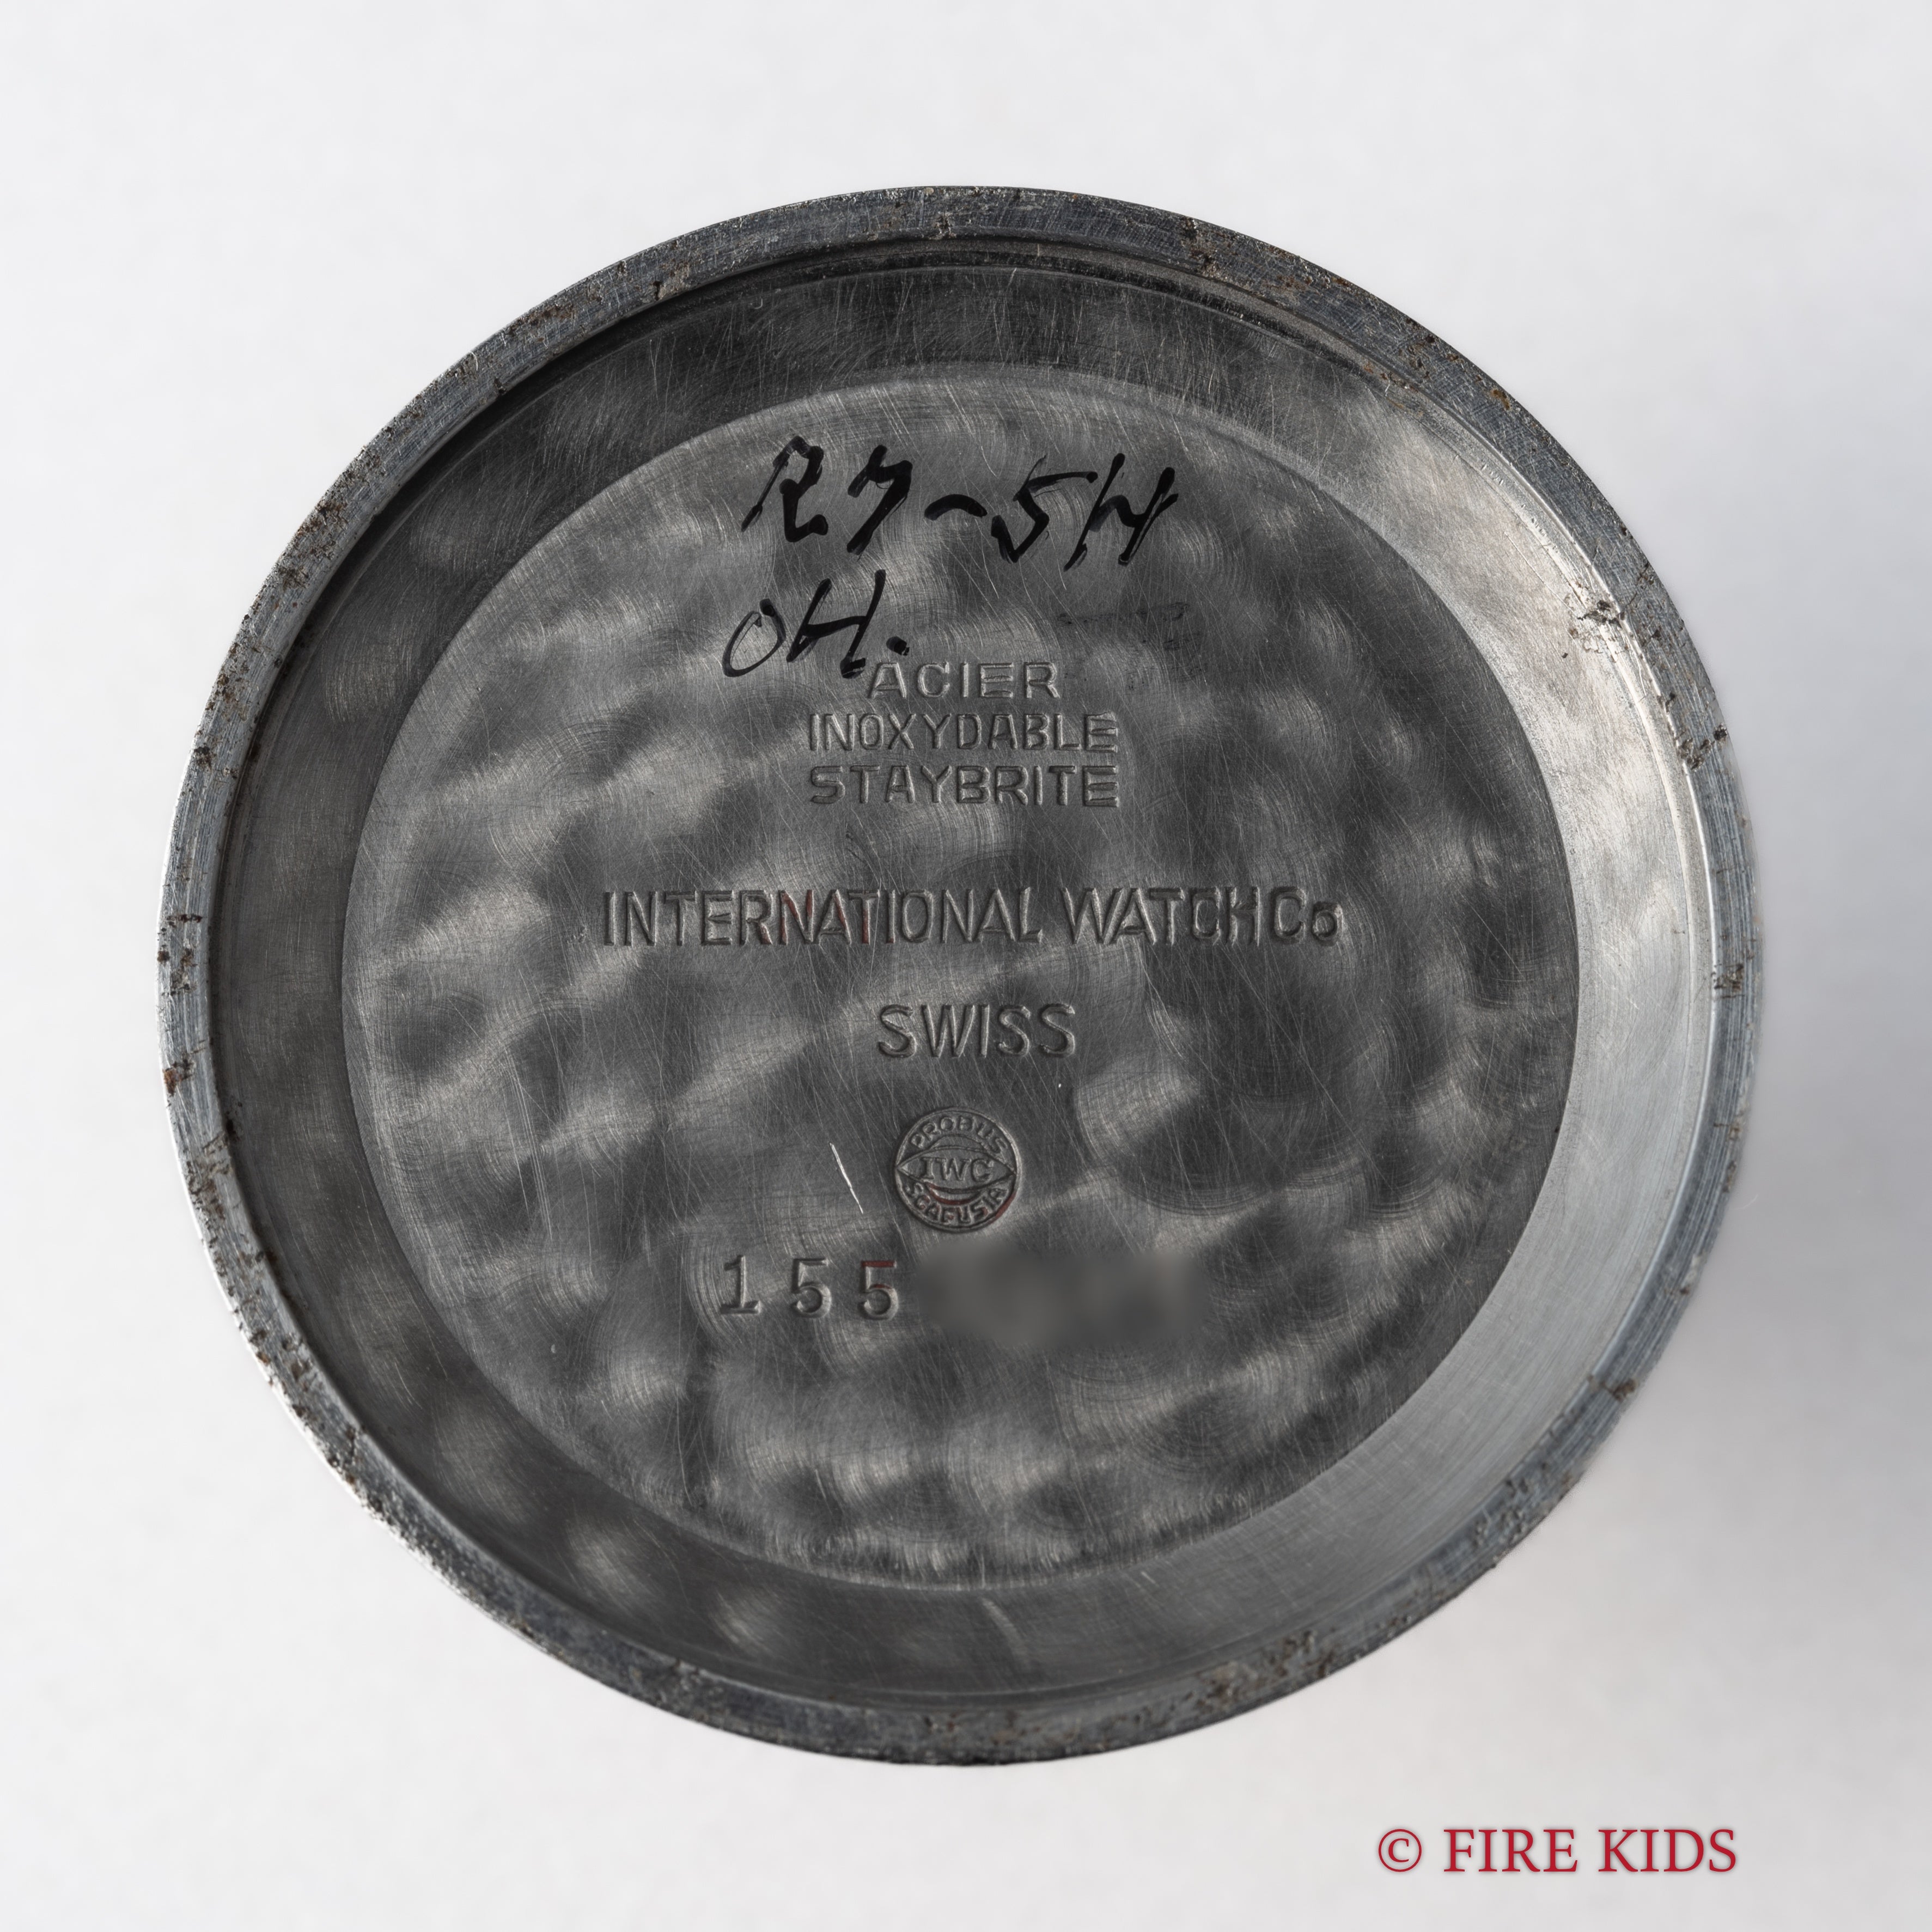 R7-5H
OH.
ACIER
INOXYDABLE
STAYBRITE
INTERNATIONAL WATCH Co
SWISS
PROBUS
IWC
SCAFUSIA
155
© FIRE KIDS